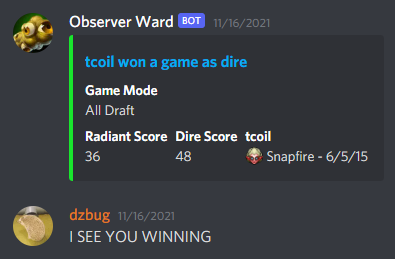 Observer Ward BOT 11/16/2021
tcoil won a game as dire
Game Mode
All Draft
Radiant Score Dire Score tcoil
36 48 Snapfire - 6/5/15
dzbug 11/16/2021
I SEE YOU WINNING